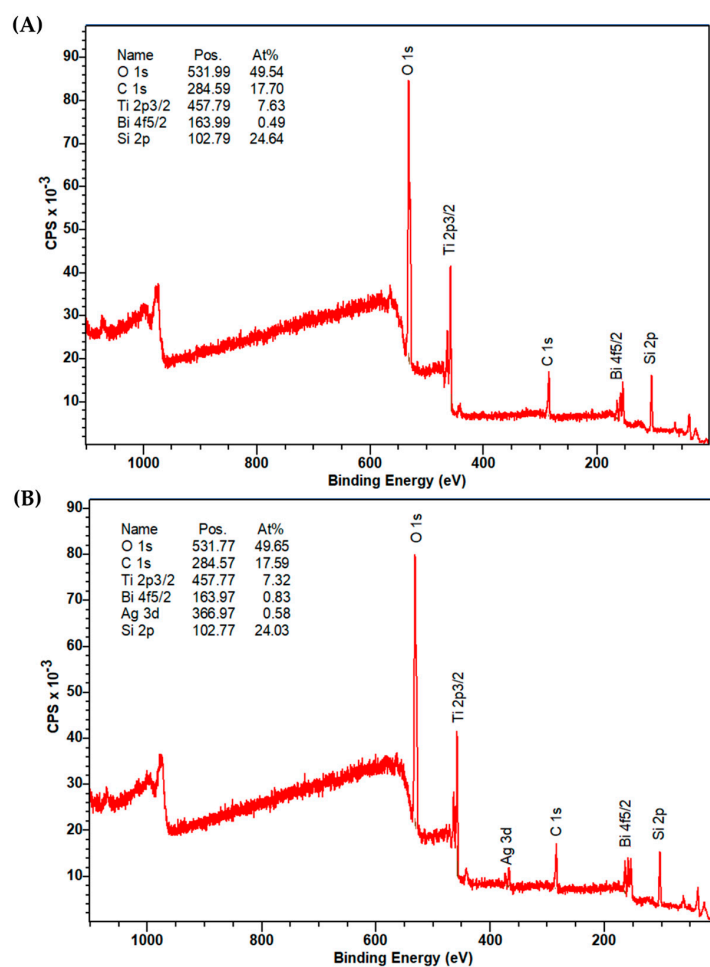 (A)
Name Pos. At%
O 1s 531.99 49.54
C 1s 284.59 17.70
Ti 2p3/2 457.79 7.63
Bi 4f5/2 163.99 0.49
Si 2p 102.79 24.64
O 1s
Ti 2p3/2
C 1s
Bi 4f5/2
Si 2p
CPS x 10⁻³
90
80
70
60
50
40
30
20
10
1000 800 600 400 200
Binding Energy (eV)
(B)
Name Pos. At%
O 1s 531.77 49.65
C 1s 284.57 17.59
Ti 2p3/2 457.77 7.32
Bi 4f5/2 163.97 0.83
Ag 3d 366.97 0.58
Si 2p 102.77 24.03
O 1s
Ti 2p3/2
Ag 3d
C 1s
Bi 4f5/2
Si 2p
CPS x 10⁻³
90
80
70
60
50
40
30
20
10
1000 800 600 400 200
Binding Energy (eV)